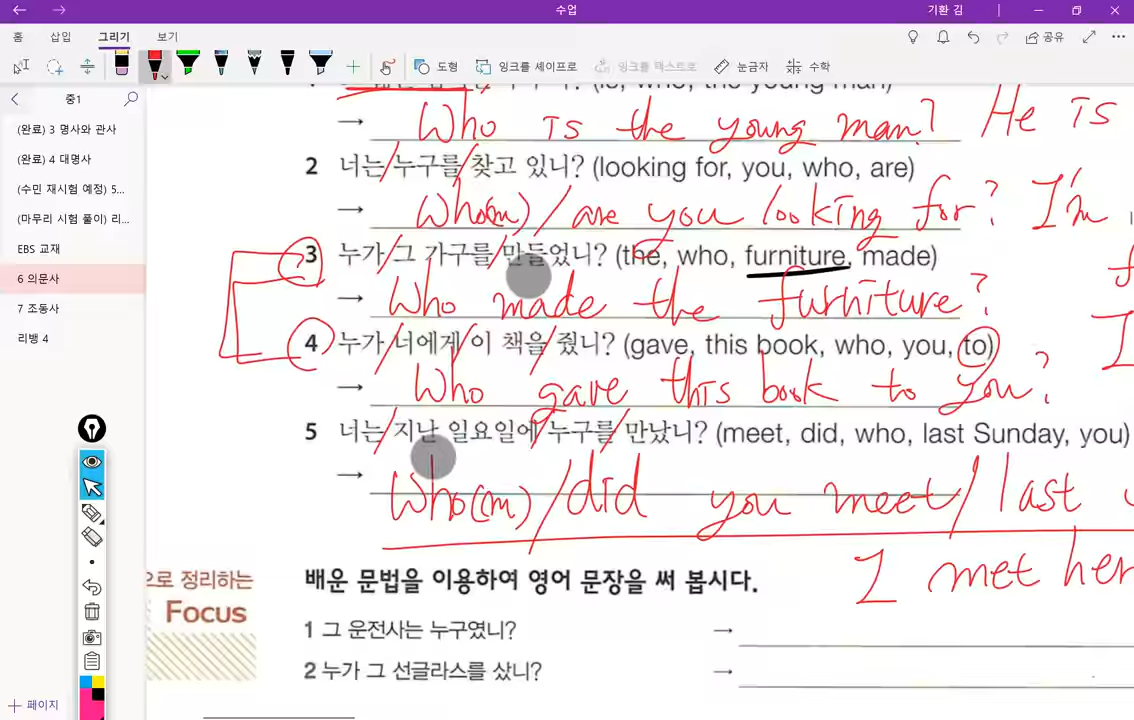 수업
기환 김
홈 삽입 그리기 보기
도형 잉크를 셰이프로 잉크를 텍스트로 눈금자 수학 공유
중1
(완료) 3 명사와 관사
(완료) 4 대명사
(수민 재시험 예정) 5...
(마무리 시험 풀이) 리...
EBS 교재
6 의문사
7 조동사
리뱅 4
페이지
(is, who, the young man)
→ Who is the young man? He is
2 너는/누구를/찾고 있니? (looking for, you, who, are)
→ Who(m)/are you looking for? I'm
3 누가/그 가구를/만들었니? (the, who, furniture, made)
→ Who made the furniture?
4 누가/너에게/이 책을/줬니? (gave, this book, who, you, to)
→ Who gave this book to you?
5 너는/지난 일요일에/누구를/만났니? (meet, did, who, last Sunday, you)
→ Who(m)/did you meet/last
I met her
으로 정리하는
Focus
배운 문법을 이용하여 영어 문장을 써 봅시다.
1 그 운전사는 누구였니? →
2 누가 그 선글라스를 샀니? →